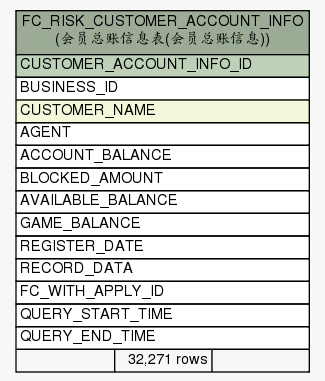 FC_RISK_CUSTOMER_ACCOUNT_INFO
(会员总账信息表(会员总账信息))
CUSTOMER_ACCOUNT_INFO_ID
BUSINESS_ID
CUSTOMER_NAME
AGENT
ACCOUNT_BALANCE
BLOCKED_AMOUNT
AVAILABLE_BALANCE
GAME_BALANCE
REGISTER_DATE
RECORD_DATA
FC_WITH_APPLY_ID
QUERY_START_TIME
QUERY_END_TIME
32,271 rows